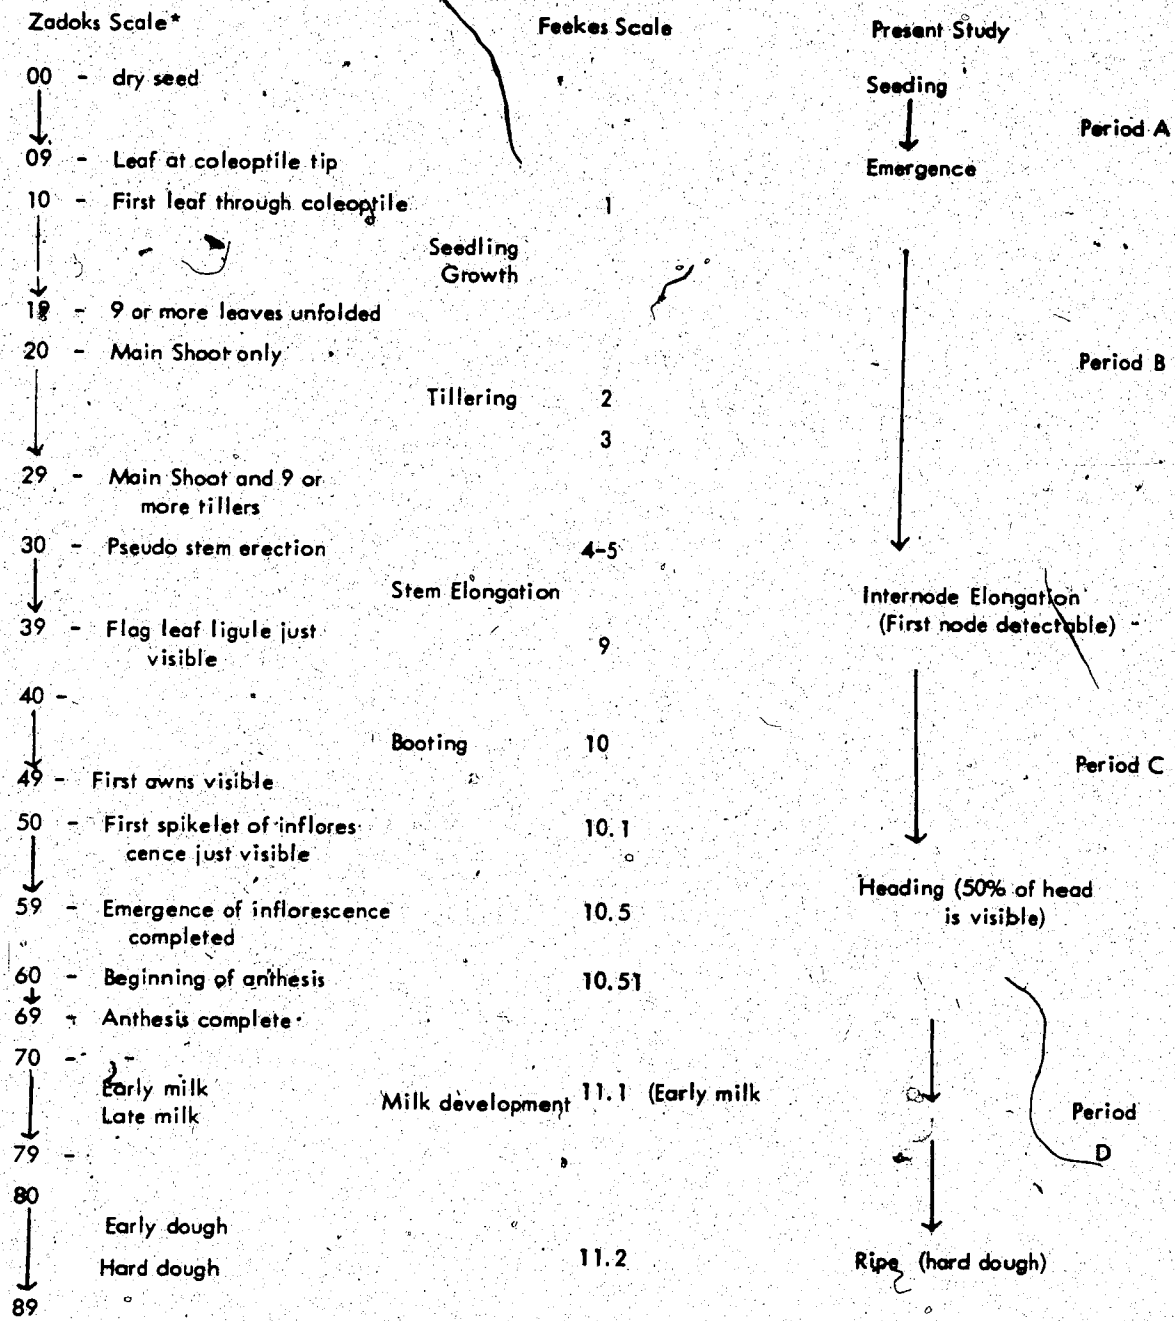 Zadoks Scale* Feekes Scale Present Study
00 - dry seed Seeding
Period A
09 - Leaf at coleoptile tip Emergence
10 - First leaf through coleoptile 1
Seedling
Growth
9 or more leaves unfolded
20 - Main Shoot only Period B
Tillering 2
3
29 - Main Shoot and 9 or
more tillers
30 - Pseudo stem erection 4-5
Stem Elongation Internode Elongation
39 - Flag leaf ligule just (First node detectable) -
visible 9
40 -
Booting 10 Period C
49 - First awns visible
50 - First spikelet of inflores
cence just visible 10.1
Heading (50% of head
59 - Emergence of inflorescence 10.5 is visible)
completed
60 - Beginning of anthesis 10.51
69 - Anthesis complete
70 -
Early milk Milk development 11.1 (Early milk Period
Late milk
79 - D
80
Early dough
Hard dough 11.2 Ripe (hard dough)
89